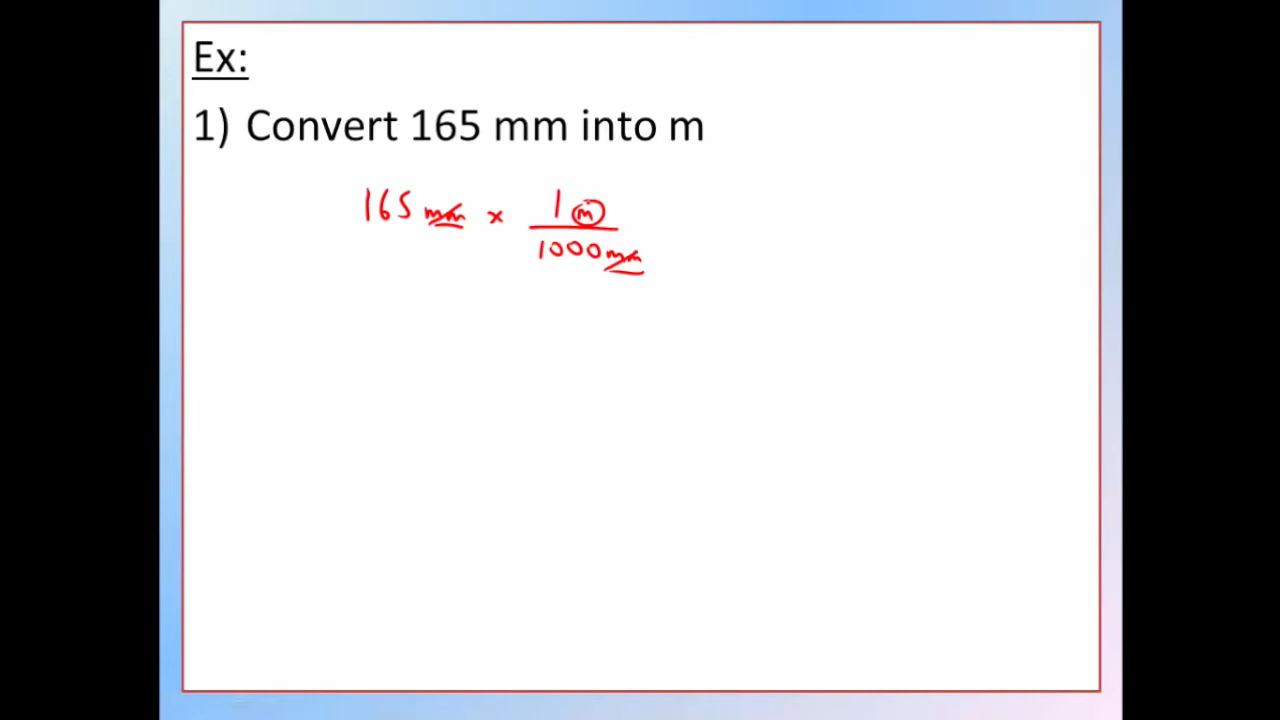 Ex:
1) Convert 165 mm into m
165 mm × 1 m
1000 mm